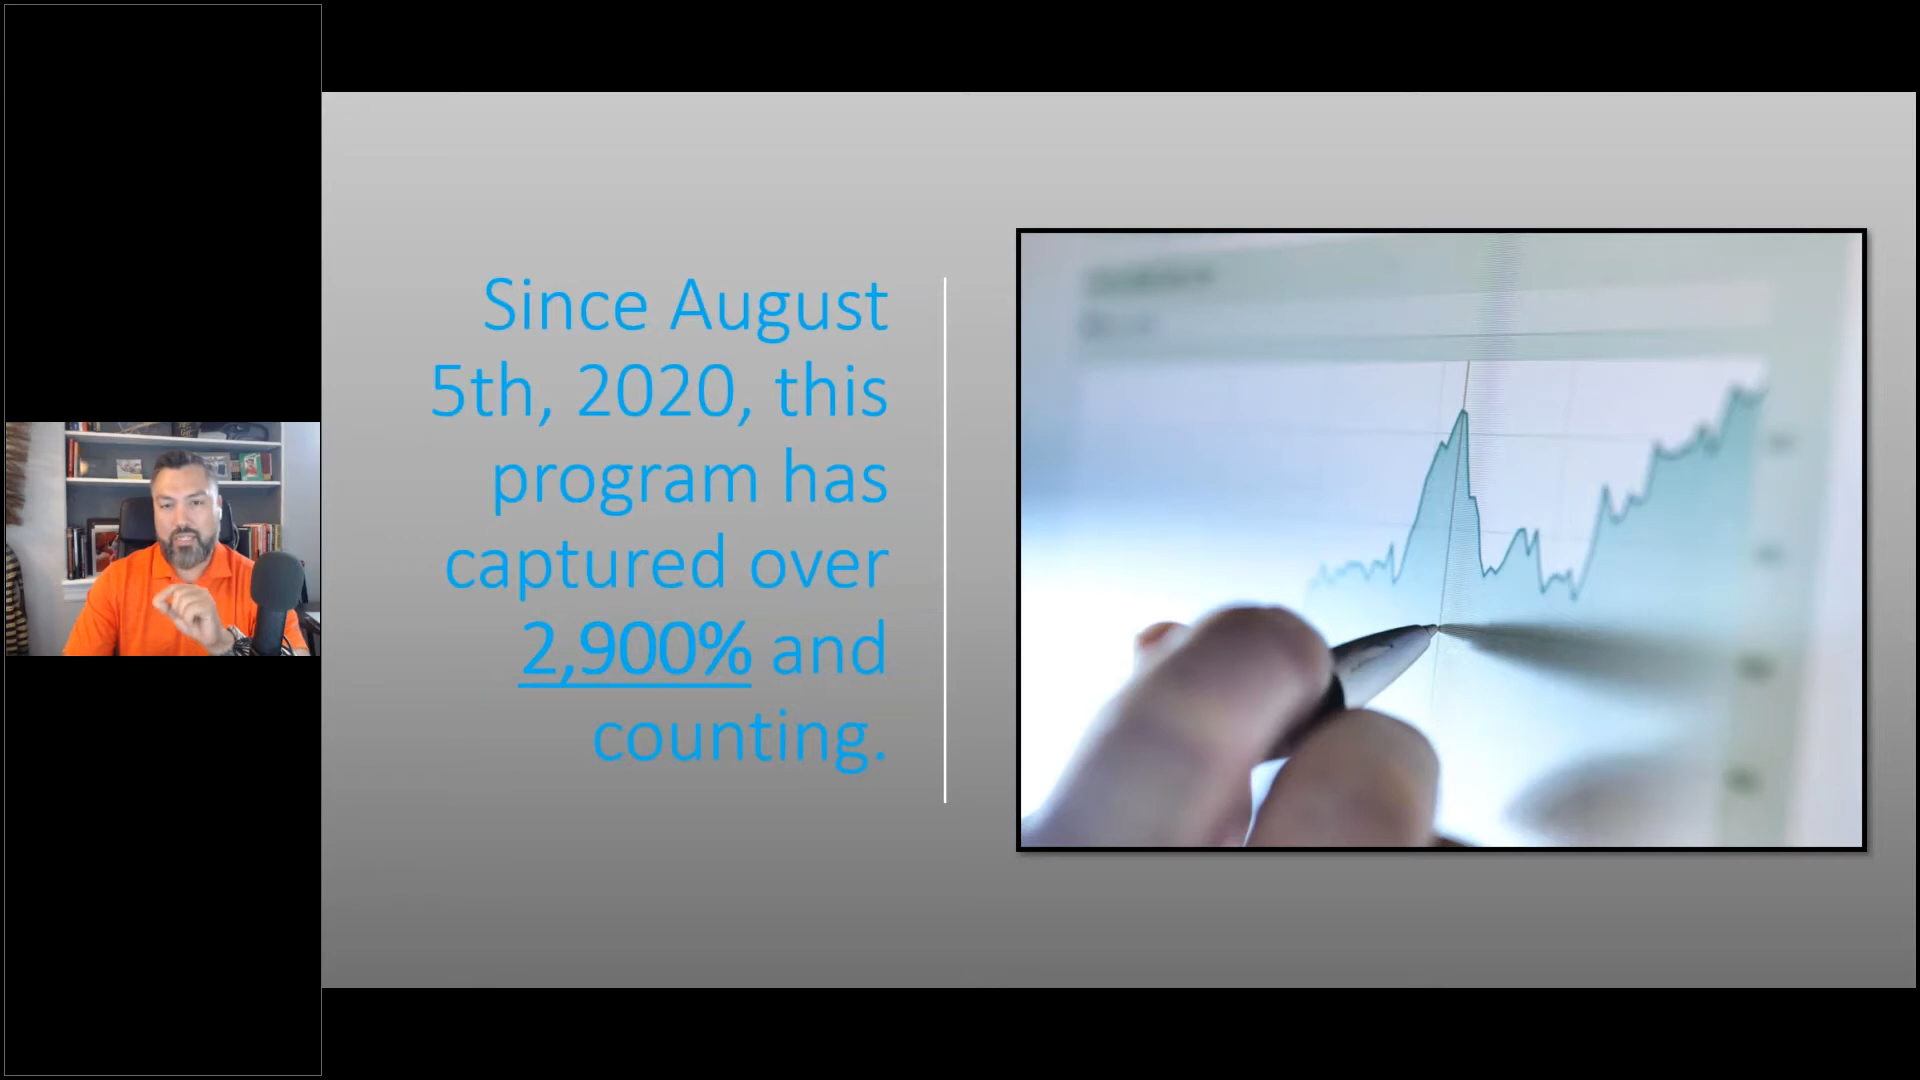 Since August
5th, 2020, this
program has
captured over
2,900% and
counting.